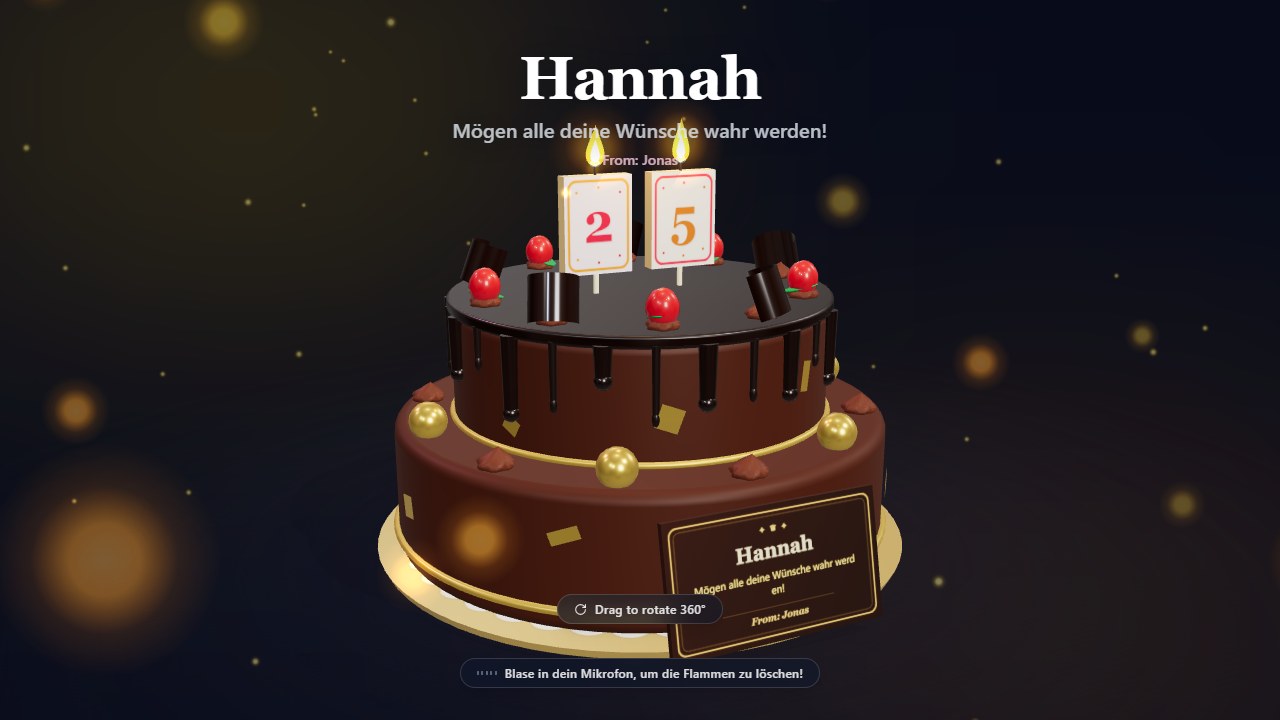 Hannah
Mögen alle deine Wünsche wahr werden!
From: Jonas
2 5
Hannah
Mögen alle deine Wünsche wahr werd
en!
From: Jonas
Drag to rotate 360°
Blase in dein Mikrofon, um die Flammen zu löschen!